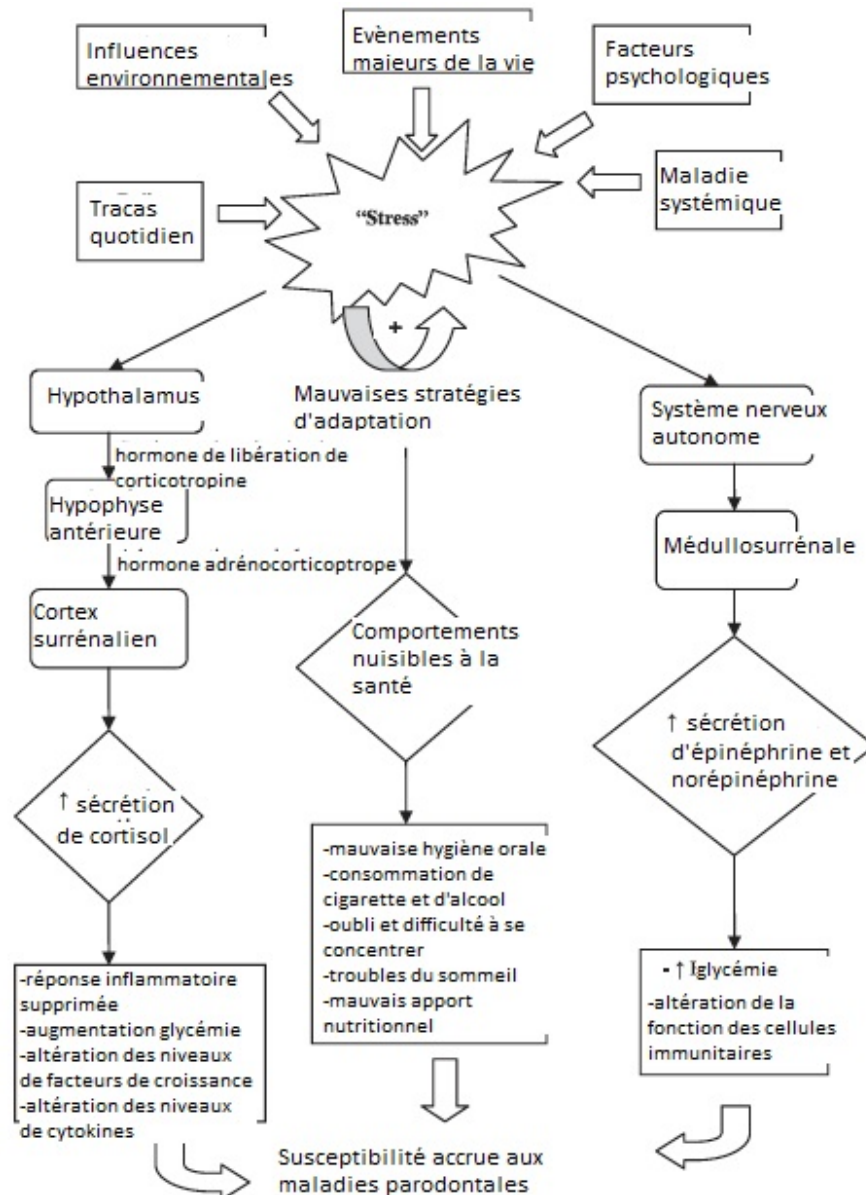 Influences
environnementales
Evènements
maieurs de la vie
Facteurs
psychologiques
Tracas
quotidien
“Stress”
Maladie
systémique
+
Hypothalamus
Mauvaises stratégies
d'adaptation
Système nerveux
autonome
hormone de libération de
corticotropine
Hypophyse
antérieure
Médullosurrénale
hormone adrénocorticoptrope
Cortex
surrénalien
Comportements
nuisibles à la
santé
↑ sécrétion
d'épinéphrine et
norépinéphrine
↑ sécrétion
de cortisol
-mauvaise hygiène orale
-consommation de
cigarette et d'alcool
-oubli et difficulté à se
concentrer
-troubles du sommeil
-mauvais apport
nutritionnel
-réponse inflammatoire
supprimée
-augmentation glycémie
-altération des niveaux
de facteurs de croissance
-altération des niveaux
de cytokines
- ↑ glycémie
-altération de la
fonction des cellules
immunitaires
Susceptibilité accrue aux
maladies parodontales